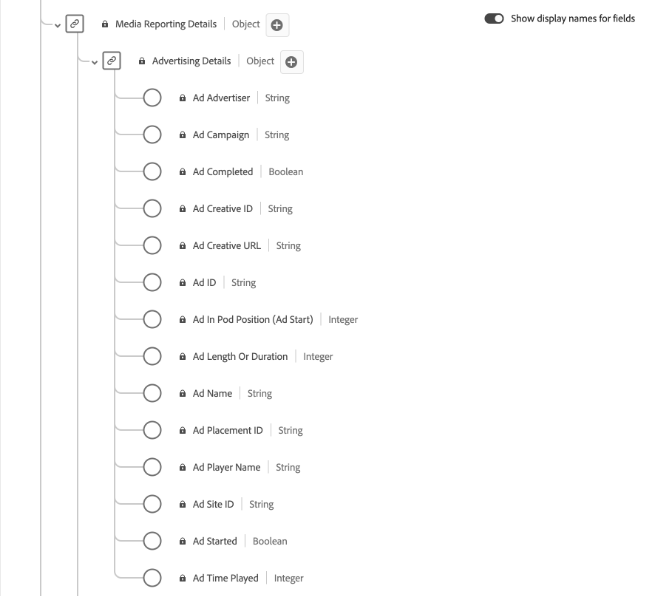 Media Reporting Details | Object
Show display names for fields
Advertising Details | Object
Ad Advertiser | String
Ad Campaign | String
Ad Completed | Boolean
Ad Creative ID | String
Ad Creative URL | String
Ad ID | String
Ad In Pod Position (Ad Start) | Integer
Ad Length Or Duration | Integer
Ad Name | String
Ad Placement ID | String
Ad Player Name | String
Ad Site ID | String
Ad Started | Boolean
Ad Time Played | Integer